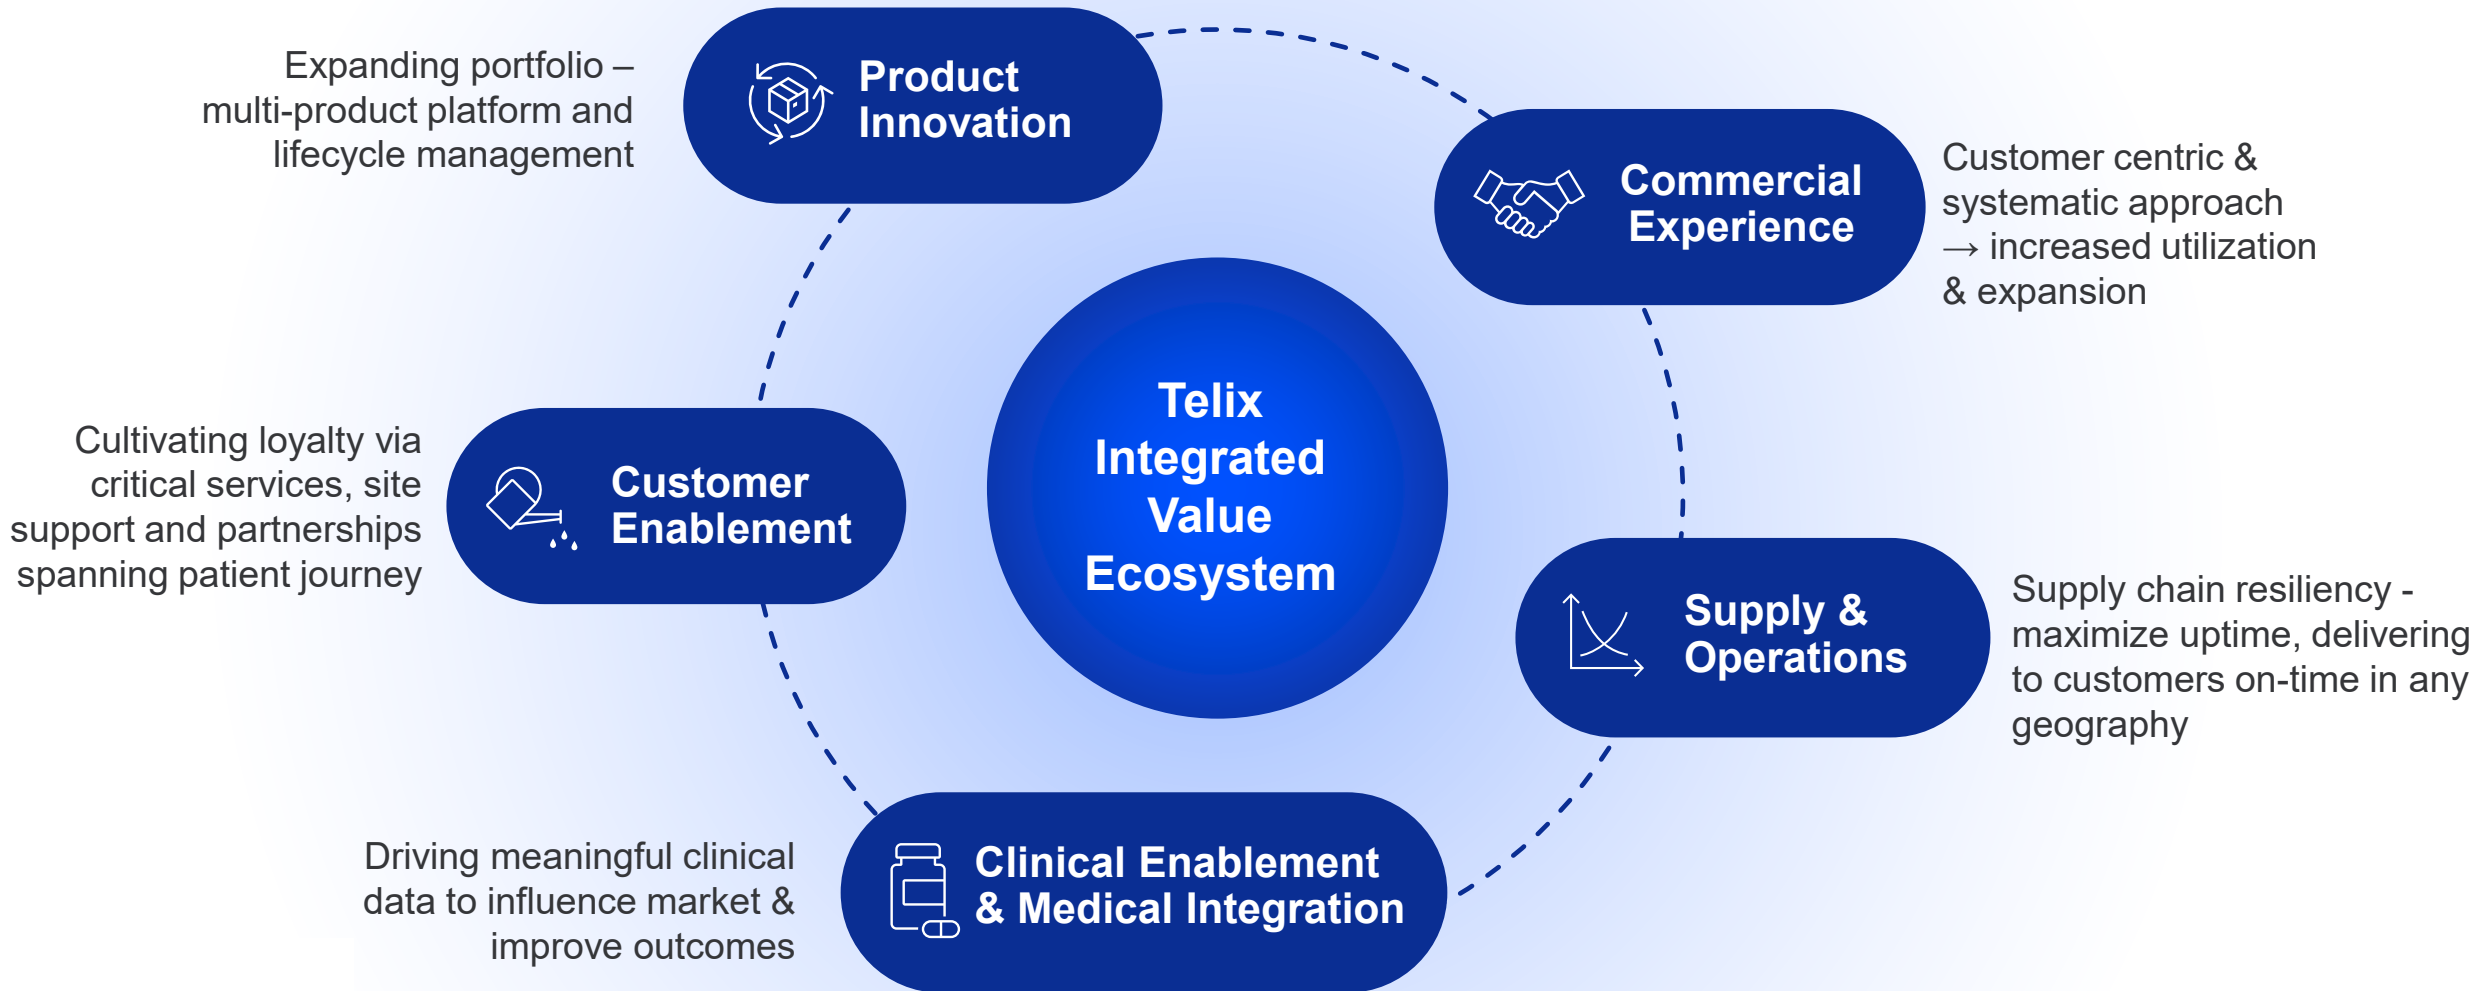 Expanding portfolio –
multi-product platform and
lifecycle management
Product
Innovation
Commercial
Experience
Customer centric &
systematic approach
→ increased utilization
& expansion
Telix
Integrated
Value
Ecosystem
Cultivating loyalty via
critical services, site
support and partnerships
spanning patient journey
Customer
Enablement
Supply &
Operations
Supply chain resiliency -
maximize uptime, delivering
to customers on-time in any
geography
Driving meaningful clinical
data to influence market &
improve outcomes
Clinical Enablement
& Medical Integration